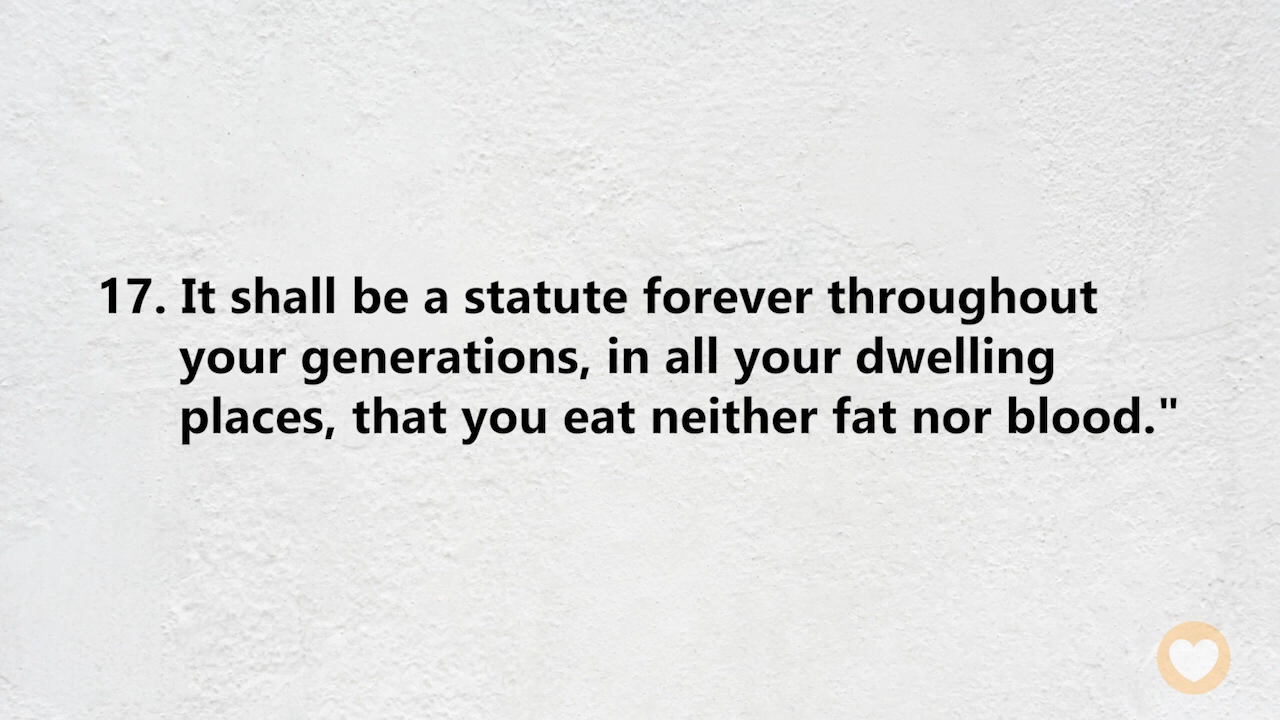 17. It shall be a statute forever throughout
your generations, in all your dwelling
places, that you eat neither fat nor blood."